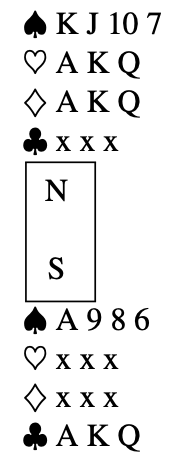 ♠ K J 10 7
♡ A K Q
♢ A K Q
♣ x x x
N
S
♠ A 9 8 6
♡ x x x
♢ x x x
♣ A K Q